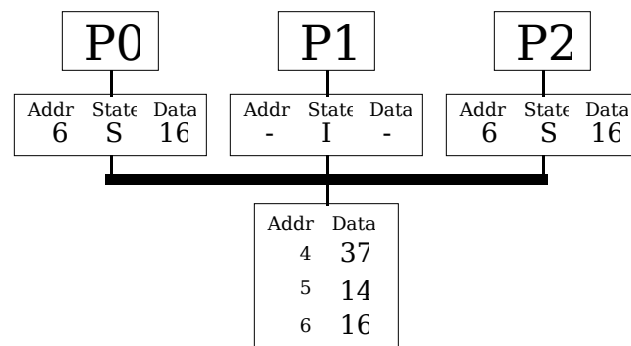 P0 P1 P2
Addr State Data Addr State Data Addr State Data
6 S 16 - I - 6 S 16
Addr Data
4 37
5 14
6 16